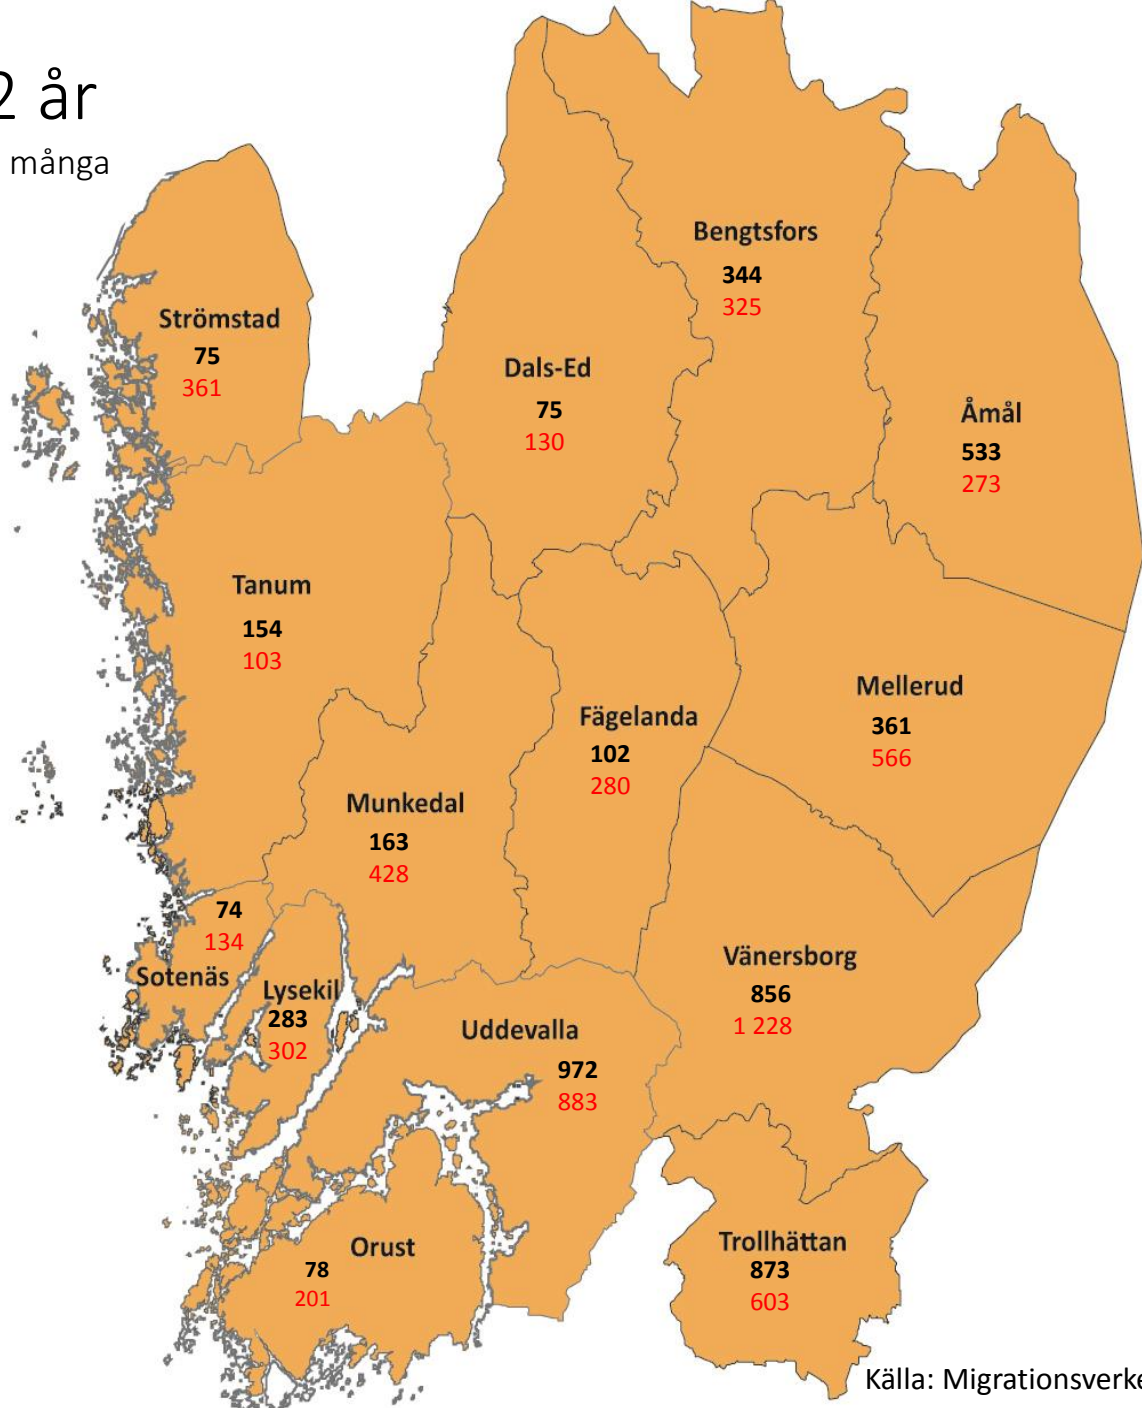 2 år
många
Bengtsfors
344
325
Strömstad
75
361
Dals-Ed
75
130
Åmål
533
273
Tanum
154
103
Mellerud
361
566
Fägelanda
102
280
Munkedal
163
428
74
134
Sotenäs
Lysekil
283
302
Vänersborg
856
1 228
Uddevalla
972
883
Orust
78
201
Trollhättan
873
603
Källa: Migrationsverke